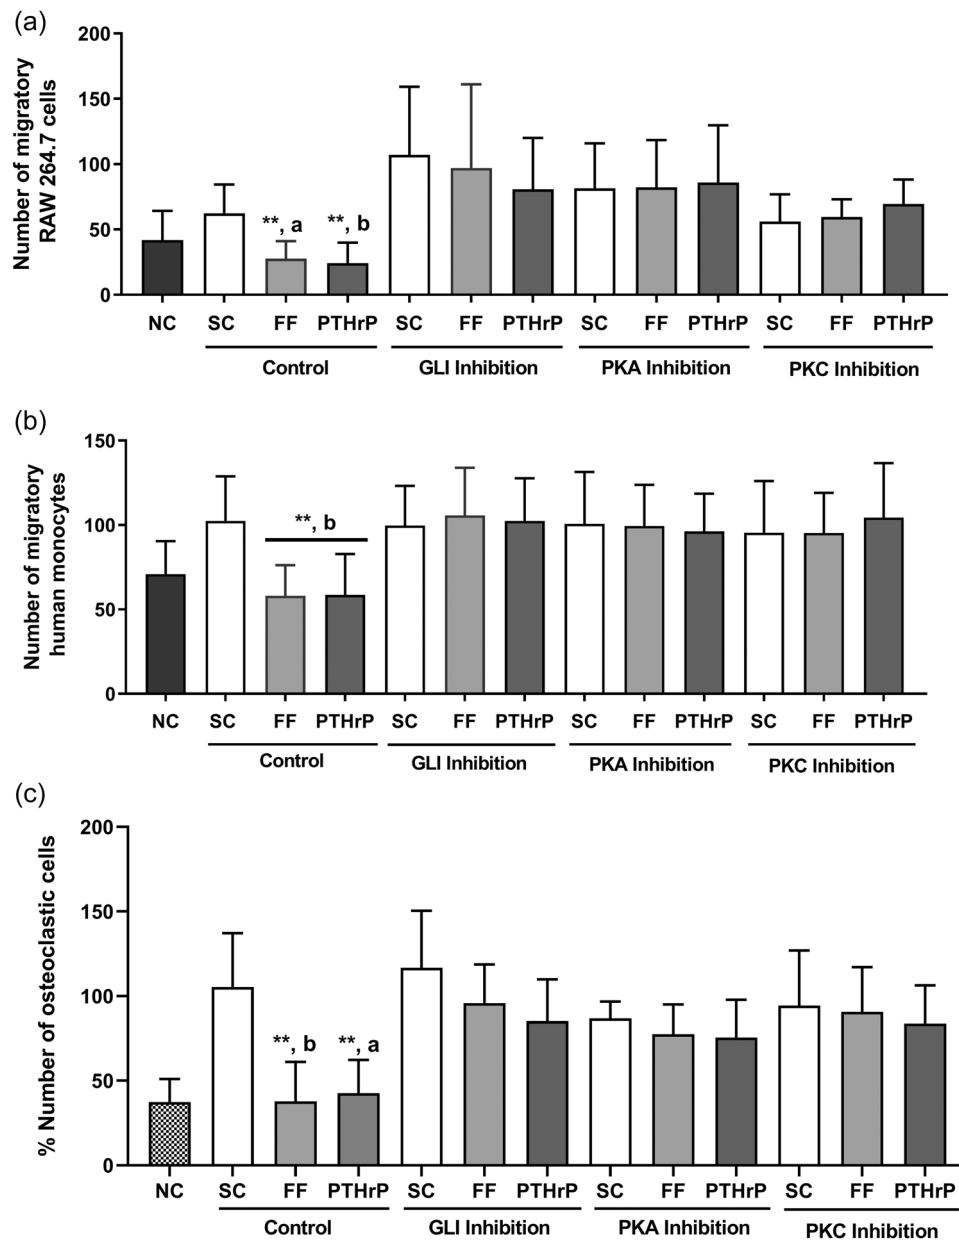 (a)
Number of migratory
RAW 264.7 cells
200
150
100
50
0
**, a
**, b
NC SC FF PTHrP SC FF PTHrP SC FF PTHrP SC FF PTHrP
Control GLI Inhibition PKA Inhibition PKC Inhibition
(b)
Number of migratory
human monocytes
150
100
50
0
**, b
NC SC FF PTHrP SC FF PTHrP SC FF PTHrP SC FF PTHrP
Control GLI Inhibition PKA Inhibition PKC Inhibition
(c)
% Number of osteoclastic cells
200
150
100
50
0
**, b
**, a
NC SC FF PTHrP SC FF PTHrP SC FF PTHrP SC FF PTHrP
Control GLI Inhibition PKA Inhibition PKC Inhibition